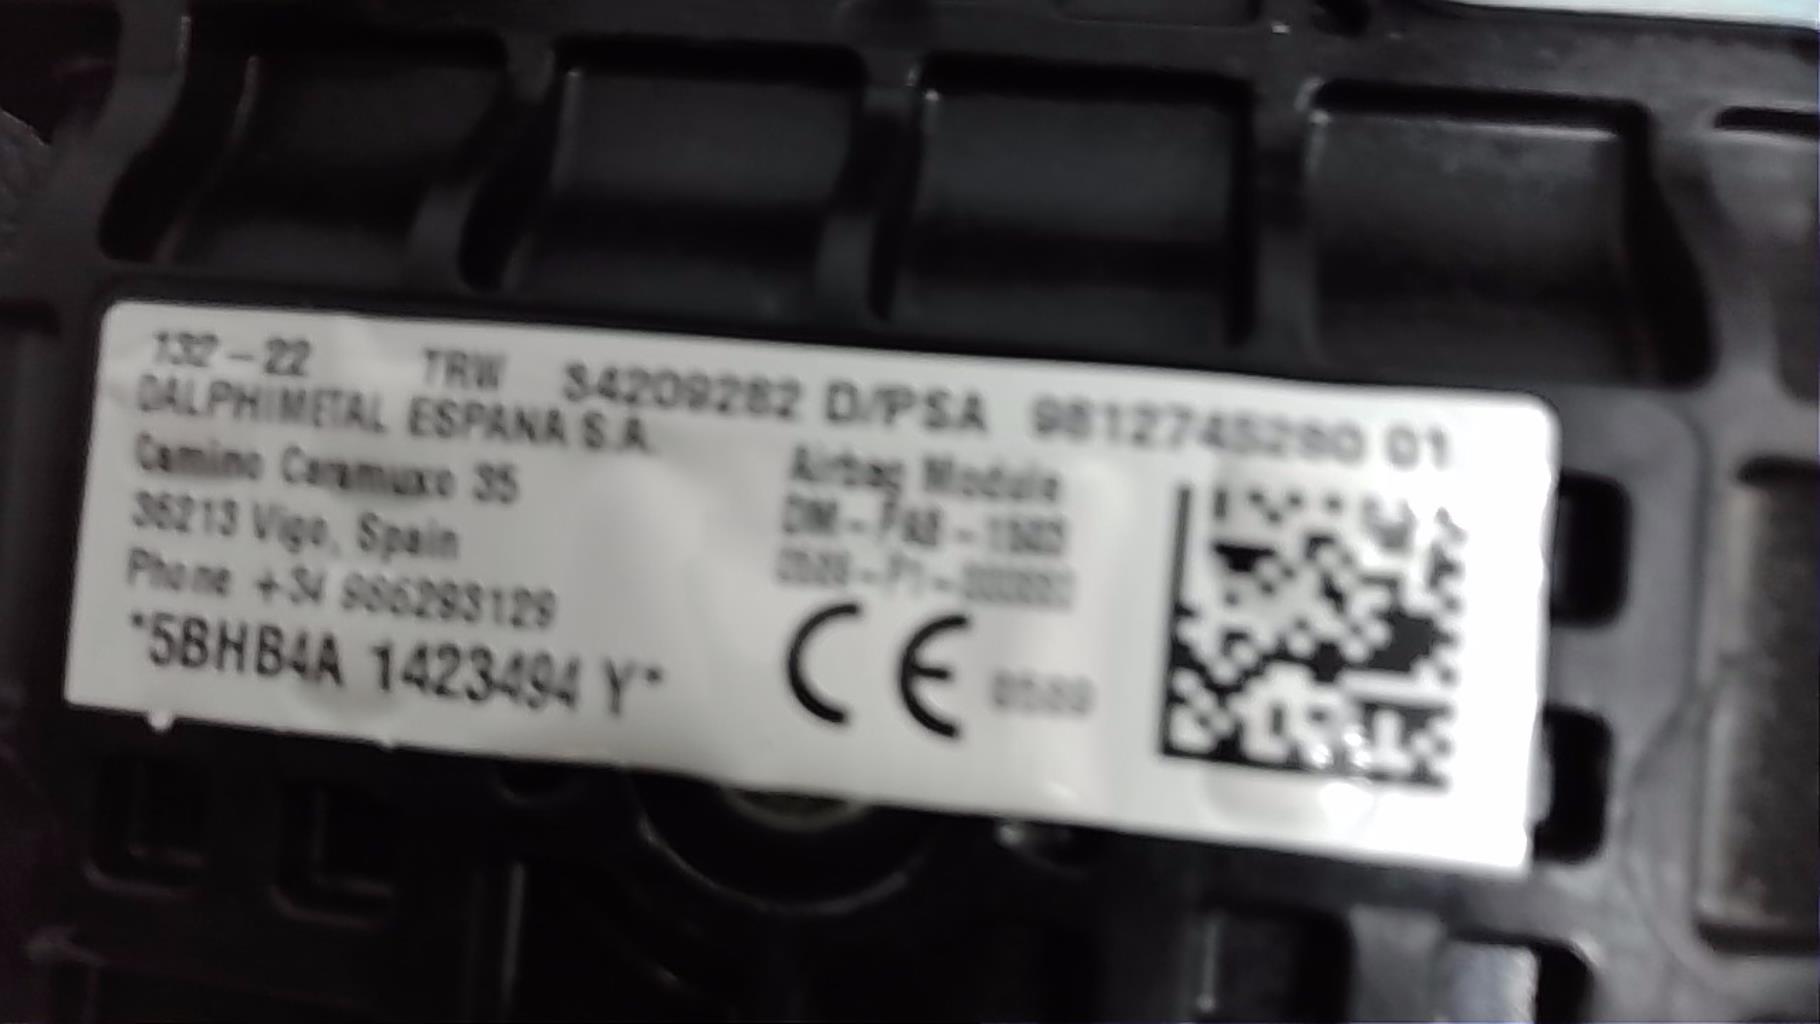 132-22 TRW 34209282 D/PSA 9812745280 01
DALPHIMETAL ESPANA S.A.
Camino Caramuxo 35
36213 Vigo, Spain
Phone +34 986293129
*5BHB4A 1423494 Y*
Airbag Module
CE 0589